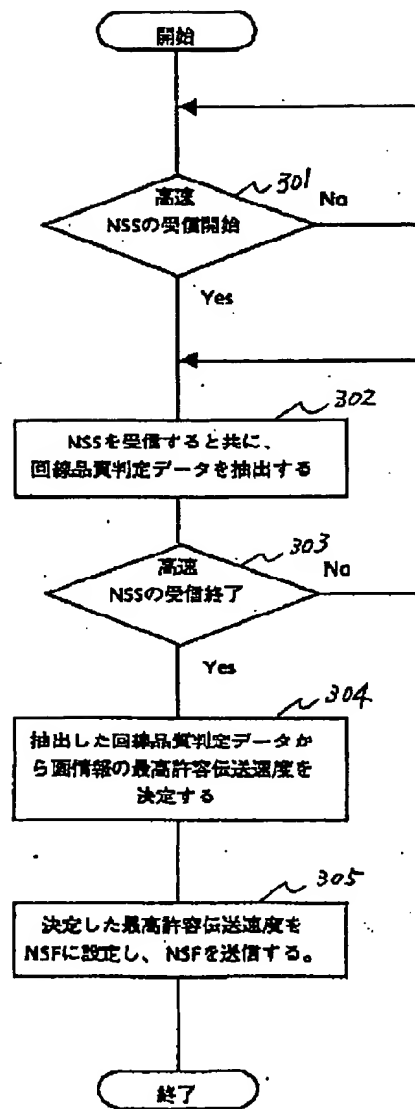 開始
301
高速
NSSの受信開始
No
Yes
302
NSSを受信すると共に、
回線品質判定データを抽出する
303
高速
NSSの受信終了
No
Yes
304
抽出した回線品質判定データか
ら画情報の最高許容伝送速度を
決定する
305
決定した最高許容伝送速度を
NSFに設定し、NSFを送信する。
終了